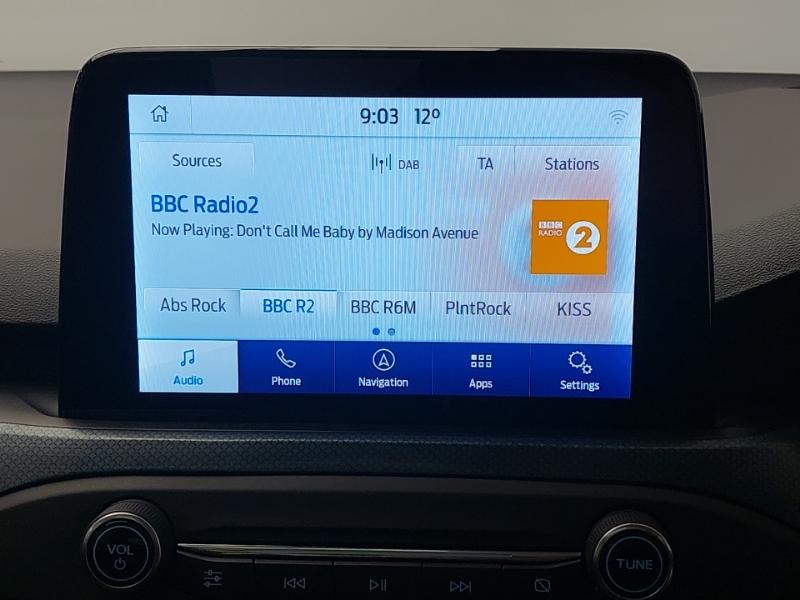 9:03 12º
Sources DAB TA Stations
BBC Radio2
Now Playing: Don't Call Me Baby by Madison Avenue
BBC
RADIO 2
Abs Rock BBC R2 BBC R6M PlntRock KISS
Audio Phone Navigation Apps Settings
VOL TUNE